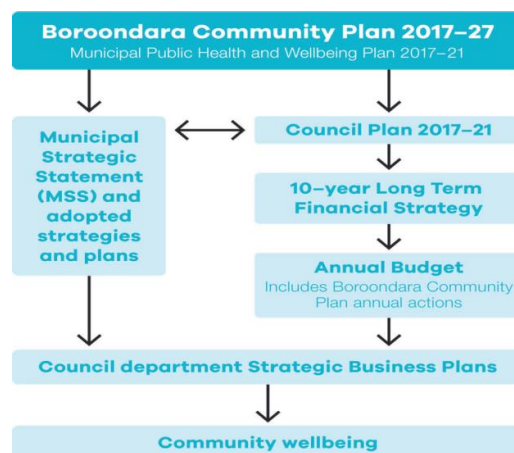 Boroondara Community Plan 2017–27
Municipal Public Health and Wellbeing Plan 2017–21
Municipal
Strategic
Statement
(MSS) and
adopted
strategies
and plans
Council Plan 2017–21
10–year Long Term
Financial Strategy
Annual Budget
Includes Boroondara Community
Plan annual actions
Council department Strategic Business Plans
Community wellbeing